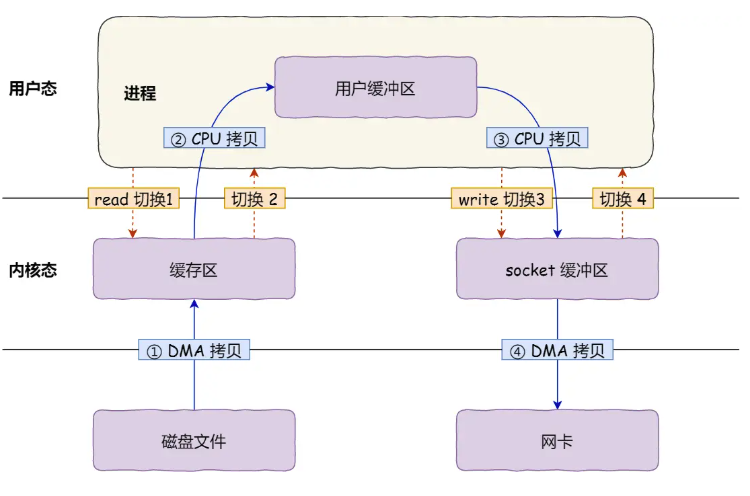 用户态
进程
用户缓冲区
② CPU 拷贝
③ CPU 拷贝
read 切换1
切换 2
write 切换3
切换 4
内核态
缓存区
socket 缓冲区
① DMA 拷贝
④ DMA 拷贝
磁盘文件
网卡